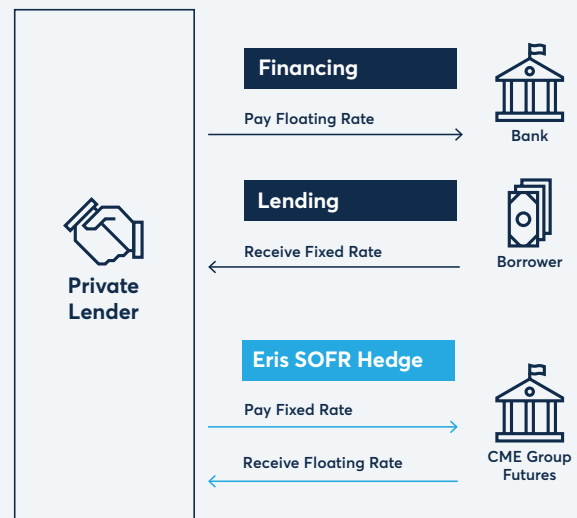 Financing
Pay Floating Rate
Bank
Lending
Receive Fixed Rate
Borrower
Private
Lender
Eris SOFR Hedge
Pay Fixed Rate
Receive Floating Rate
CME Group
Futures